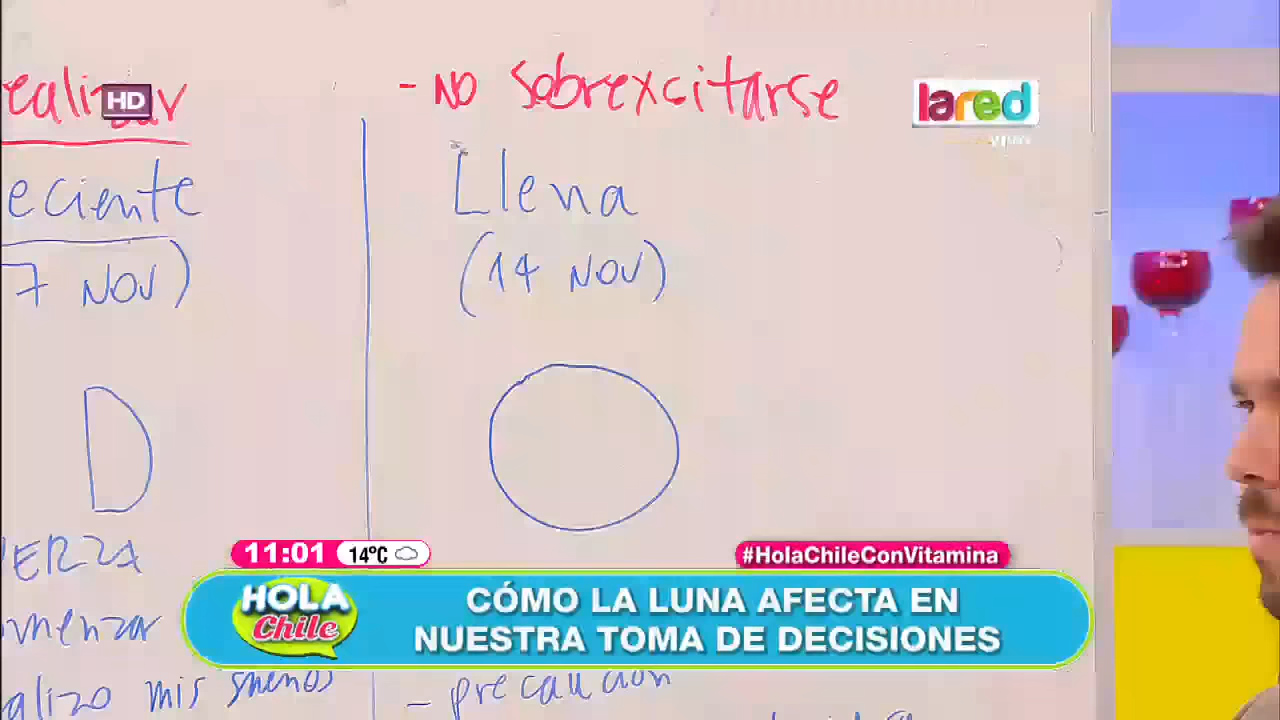 ealizar
HD
- NO sobrexcitarse
lared
eciente
Llena
7 NOV)
(14 NOV)
ERZA
11:01
14°C
#HolaChileConVitamina
HOLA
Chile
CÓMO LA LUNA AFECTA EN
NUESTRA TOMA DE DECISIONES
menzar
alizo mis sueños
- precaución